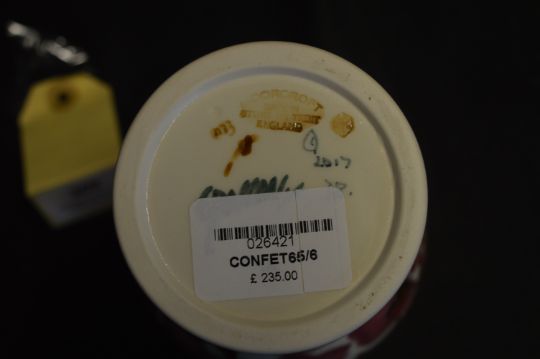 MOORCROFT
ENGLAND
2017
026421
CONFET65/6
£ 235.00